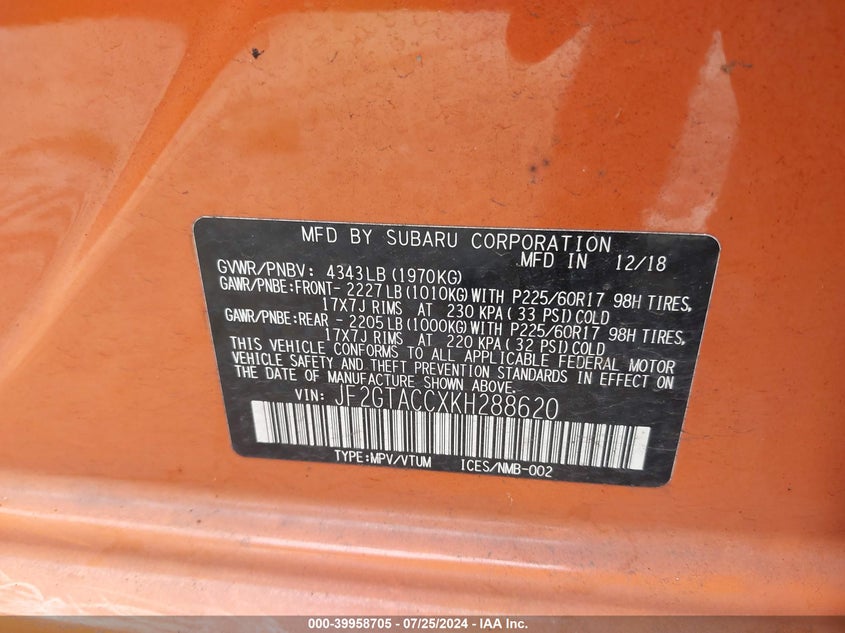 MFD BY SUBARU CORPORATION
MFD IN 12/18
GVWR/PNBV: 4343LB (1970KG)
GAWR/PNBE:FRONT- 2227LB (1010KG) WITH P225/60R17 98H TIRES,
17X7J RIMS AT 230 KPA (33 PSI) COLD
GAWR/PNBE:REAR - 2205LB (1000KG) WITH P225/60R17 98H TIRES,
17X7J RIMS AT 220 KPA (32 PSI) COLD
THIS VEHICLE CONFORMS TO ALL APPLICABLE FEDERAL MOTOR
VEHICLE SAFETY AND THEFT PREVENTION STANDARDS IN EFFECT ON
THE DATE OF MANUFACTURE SHOWN ABOVE.
VIN: JF2GTACCXKH288620
TYPE:MPV/VTUM ICES/NMB-002
000-39958705 - 07/25/2024 - IAA Inc.